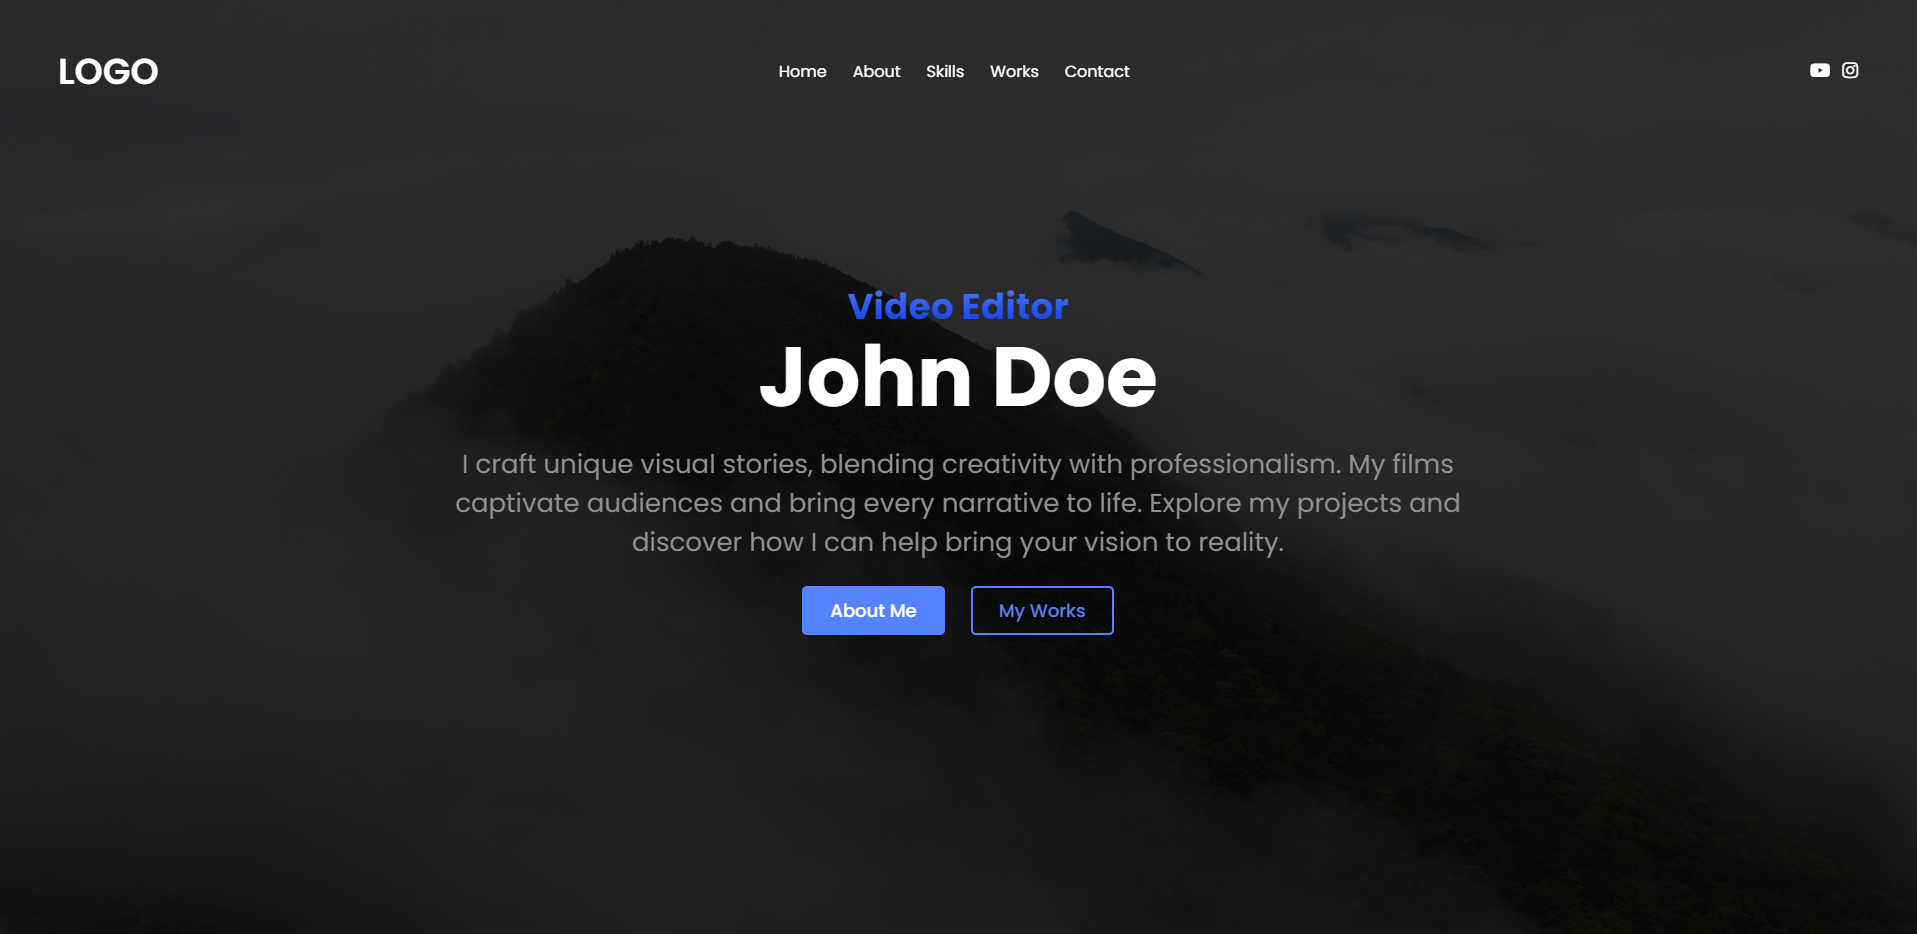 LOGO
Home About Skills Works Contact
Video Editor
John Doe
I craft unique visual stories, blending creativity with professionalism. My films
captivate audiences and bring every narrative to life. Explore my projects and
discover how I can help bring your vision to reality.
About Me My Works